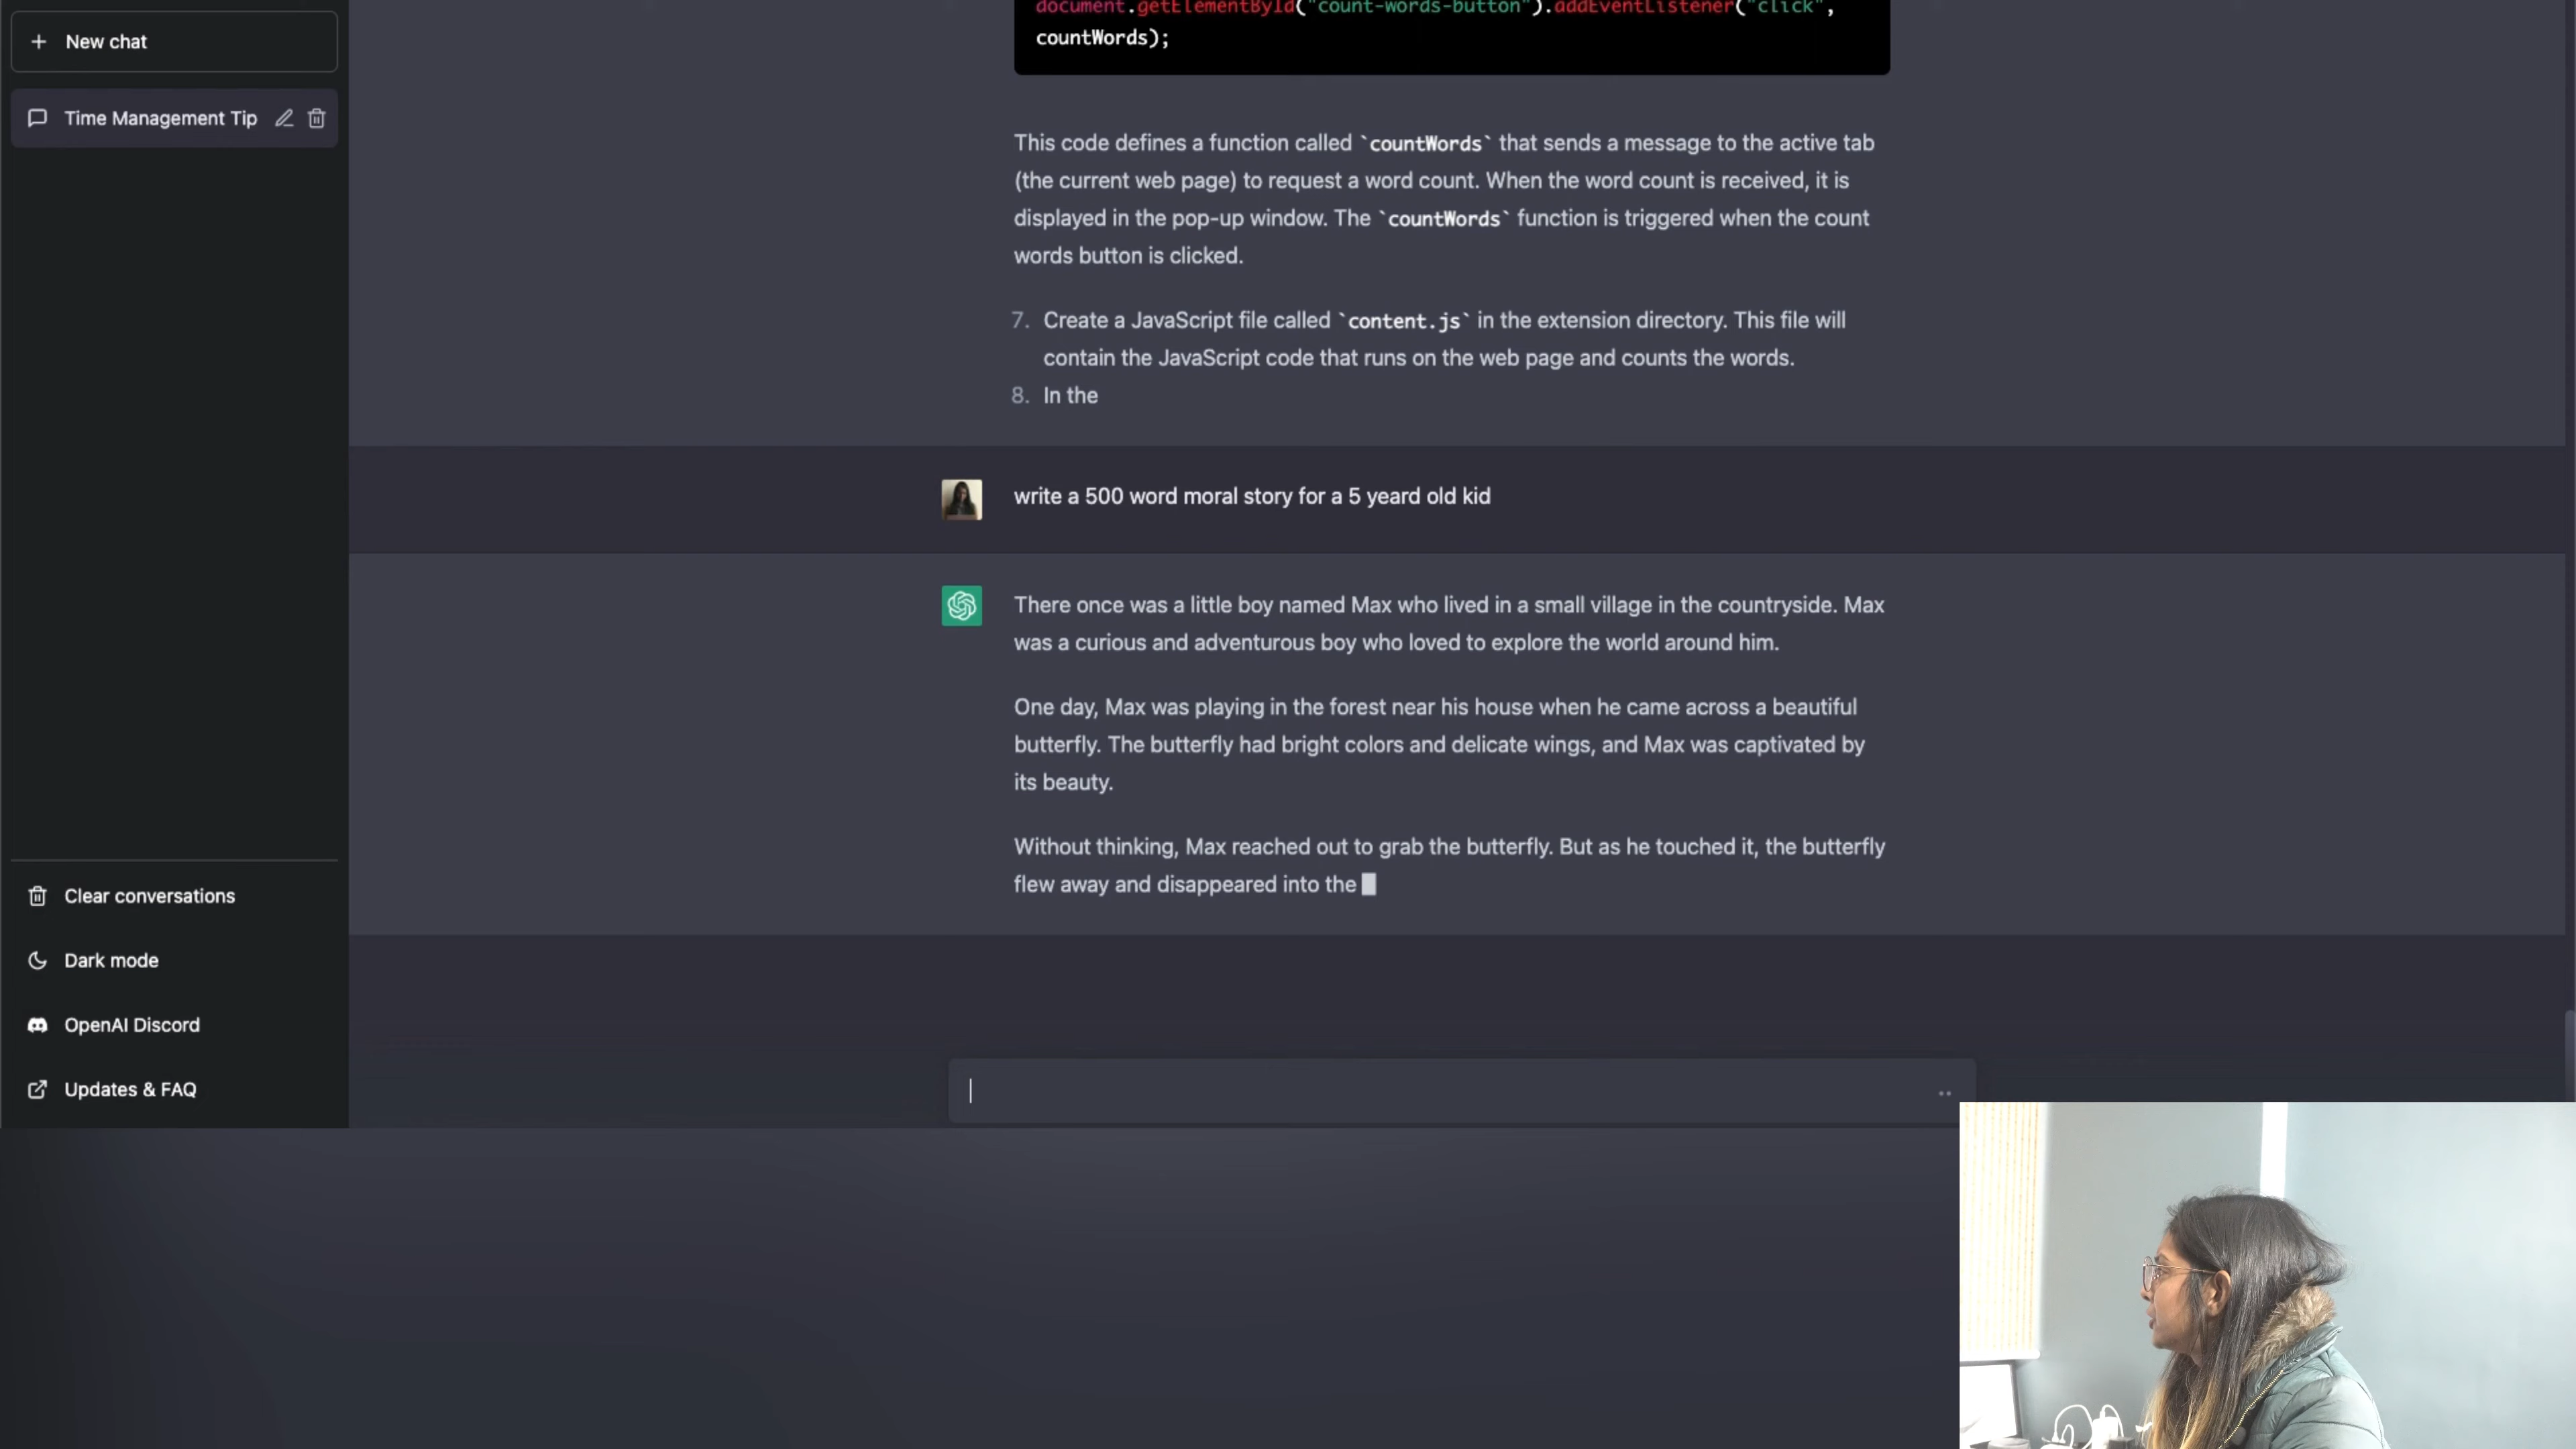 New chat
Time Management Tip
Clear conversations
Dark mode
OpenAI Discord
Updates & FAQ
document.getElementById("count-words-button").addEventListener("click",
countWords);
This code defines a function called `countWords` that sends a message to the active tab
(the current web page) to request a word count. When the word count is received, it is
displayed in the pop-up window. The `countWords` function is triggered when the count
words button is clicked.
7. Create a JavaScript file called `content.js` in the extension directory. This file will
contain the JavaScript code that runs on the web page and counts the words.
8. In the
write a 500 word moral story for a 5 yeard old kid
There once was a little boy named Max who lived in a small village in the countryside. Max
was a curious and adventurous boy who loved to explore the world around him.
One day, Max was playing in the forest near his house when he came across a beautiful
butterfly. The butterfly had bright colors and delicate wings, and Max was captivated by
its beauty.
Without thinking, Max reached out to grab the butterfly. But as he touched it, the butterfly
flew away and disappeared into the